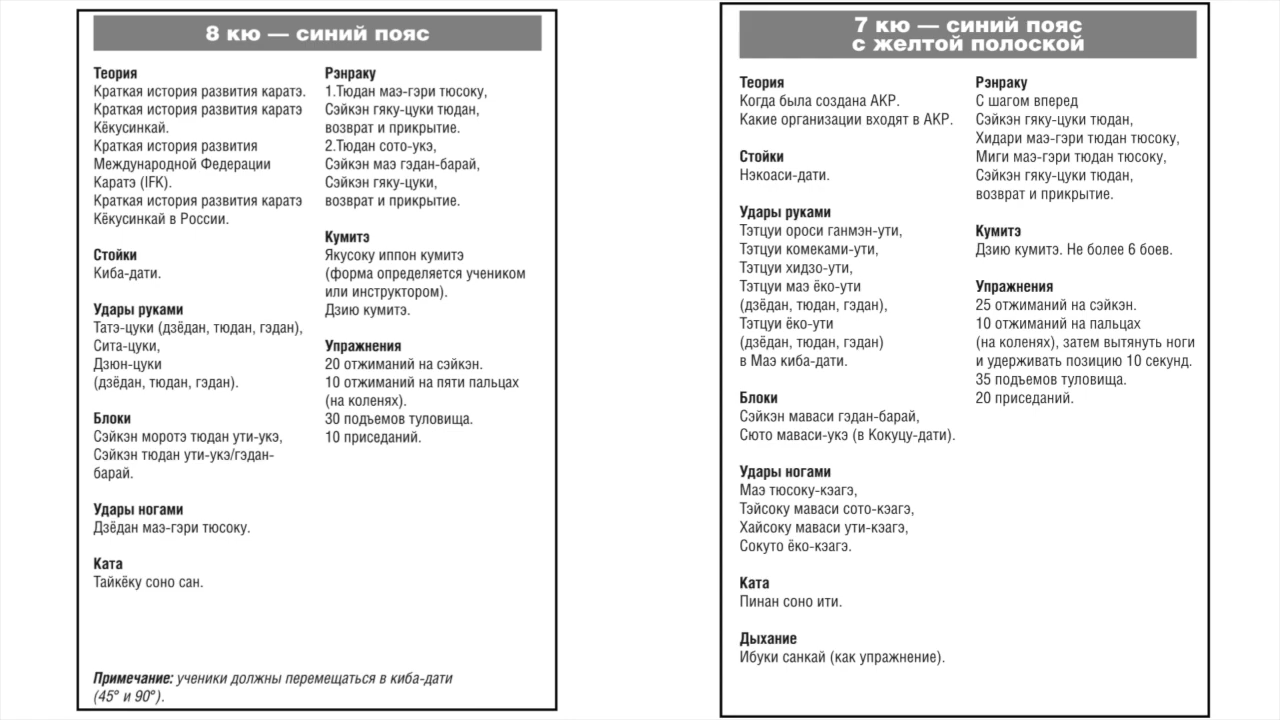 8 кю — синий пояс
Теория
Краткая история развития каратэ.
Краткая история развития каратэ
Кёкусинкай.
Краткая история развития
Международной Федерации
Каратэ (IFK).
Краткая история развития каратэ
Кёкусинкай в России.
Стойки
Киба-дати.
Удары руками
Татэ-цуки (дзёдан, тюдан, гэдан),
Сита-цуки,
Дзюн-цуки
(дзёдан, тюдан, гэдан).
Блоки
Сэйкэн моротэ тюдан ути-укэ,
Сэйкэн тюдан ути-укэ/гэдан-
барай.
Удары ногами
Дзёдан маэ-гэри тюсоку.
Ката
Тайкёку соно сан.
Рэнраку
1.Тюдан маэ-гэри тюсоку,
Сэйкэн гяку-цуки тюдан,
возврат и прикрытие.
2.Тюдан сото-укэ,
Сэйкэн маэ гэдан-барай,
Сэйкэн гяку-цуки,
возврат и прикрытие.
Кумитэ
Якусоку иппон кумитэ
(форма определяется учеником
или инструктором).
Дзию кумитэ.
Упражнения
20 отжиманий на сэйкэн.
10 отжиманий на пяти пальцах
(на коленях).
30 подъемов туловища.
10 приседаний.
Примечание: ученики должны перемещаться в киба-дати
(45° и 90°).
7 кю — синий пояс
с желтой полоской
Теория
Когда была создана АКР.
Какие организации входят в АКР.
Стойки
Нэкоаси-дати.
Удары руками
Тэтцуи ороси ганмэн-ути,
Тэтцуи комеками-ути,
Тэтцуи хидзо-ути,
Тэтцуи маэ ёко-ути
(дзёдан, тюдан, гэдан),
Тэтцуи ёко-ути
(дзёдан, тюдан, гэдан)
в Маэ киба-дати.
Блоки
Сэйкэн маваси гэдан-барай,
Сюто маваси-укэ (в Кокуцу-дати).
Удары ногами
Маэ тюсоку-кэагэ,
Тэйсоку маваси сото-кэагэ,
Хайсоку маваси ути-кэагэ,
Сокуто ёко-кэагэ.
Ката
Пинан соно ити.
Дыхание
Ибуки санкай (как упражнение).
Рэнраку
С шагом вперед
Сэйкэн гяку-цуки тюдан,
Хидари маэ-гэри тюдан тюсоку,
Миги маэ-гэри тюдан тюсоку,
Сэйкэн гяку-цуки тюдан,
возврат и прикрытие.
Кумитэ
Дзию кумитэ. Не более 6 боев.
Упражнения
25 отжиманий на сэйкэн.
10 отжиманий на пальцах
(на коленях), затем вытянуть ноги
и удерживать позицию 10 секунд.
35 подъемов туловища.
20 приседаний.